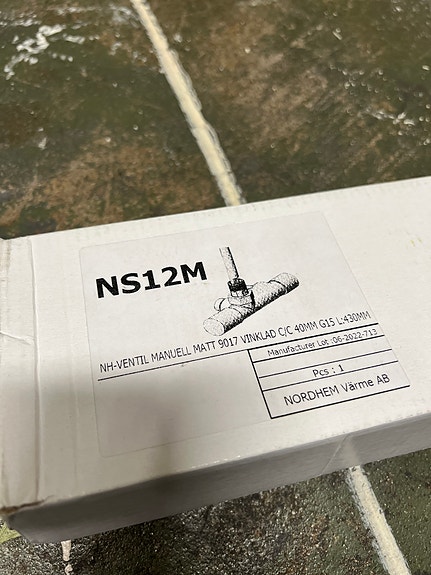 NS12M
NH-VENTIL MANUELL MATT 9017 VINKLAD C/C 40MM G15 L:430MM
Manufacturer Lot :06-2022-713
Pcs : 1
NORDHEM Värme AB